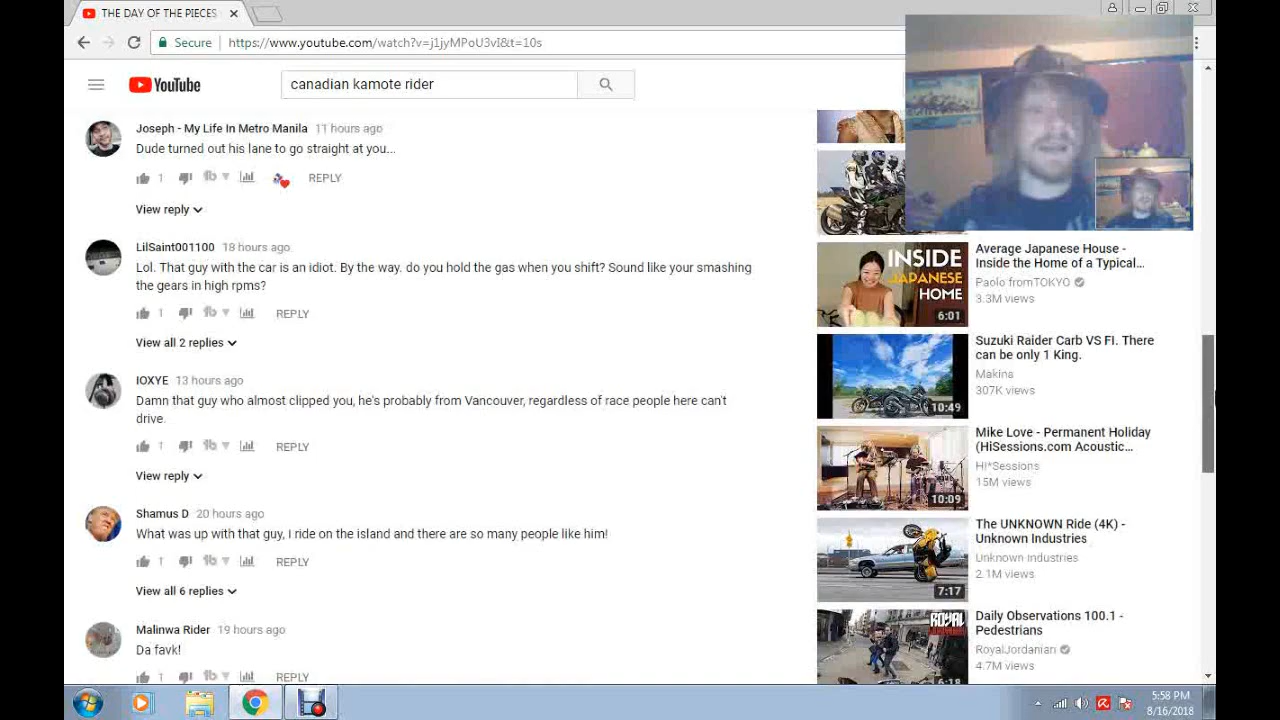 THE DAY OF THE PIECES
Secure
https://www.youtube.com/watch?v=j1jyMPoU3vI&t=10s
YouTube
canadian kamote rider
Joseph - My Life In Metro Manila 11 hours ago
Dude turned out his lane to go straight at you...
1 REPLY
View reply
LilSaint001100 18 hours ago
Lol. That guy with the car is an idiot. By the way. do you hold the gas when you shift? Sound like your smashing
the gears in high rpms?
1 REPLY
View all 2 replies
IOXYE 13 hours ago
Damn that guy who almost clipped you, he's probably from Vancouver, regardless of race people here can't
drive.
1 REPLY
View reply
Shamus D 20 hours ago
What was up with that guy, I ride on the island and there are so many people like him!
1 REPLY
View all 6 replies
Malinwa Rider 19 hours ago
Da favk!
1 REPLY
INSIDE
JAPANESE
HOME
6:01
Average Japanese House -
Inside the Home of a Typical...
Paolo fromTOKYO
3.3M views
10:49
Suzuki Raider Carb VS FI. There
can be only 1 King.
Makina
307K views
10:09
Mike Love - Permanent Holiday
(HiSessions.com Acoustic...
HI*Sessions
15M views
7:17
The UNKNOWN Ride (4K) -
Unknown Industries
Unknown Industries
2.1M views
ROYAL
6:18
Daily Observations 100.1 -
Pedestrians
RoyalJordanian
4.7M views
5:58 PM
8/16/2018